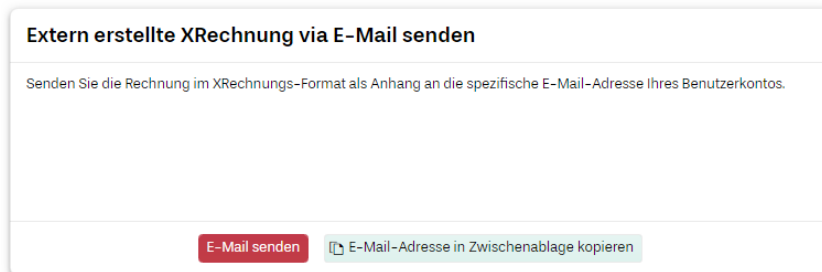 Extern erstellte XRechnung via E-Mail senden
Senden Sie die Rechnung im XRechnungs-Format als Anhang an die spezifische E-Mail-Adresse Ihres Benutzerkontos.
E-Mail senden
E-Mail-Adresse in Zwischenablage kopieren